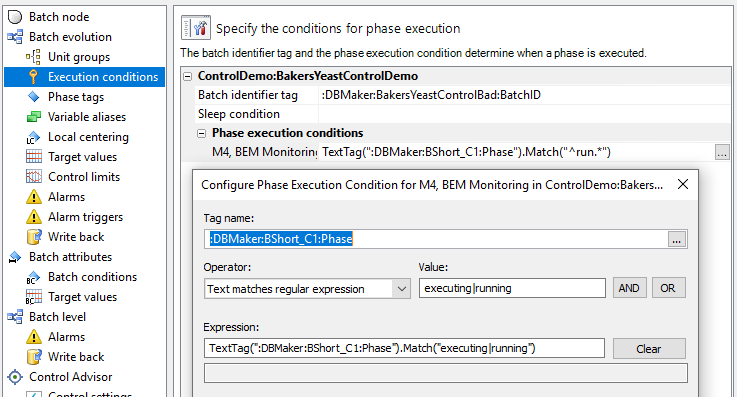 Batch node
Batch evolution
Unit groups
Execution conditions
Phase tags
Variable aliases
Local centering
Target values
Control limits
Alarms
Alarm triggers
Write back
Batch attributes
Batch conditions
Target values
Batch level
Alarms
Write back
Control Advisor
Control settings
Specify the conditions for phase execution
The batch identifier tag and the phase execution condition determine when a phase is executed.
ControlDemo:BakersYeastControlDemo
Batch identifier tag :DBMaker:BakersYeastControlBad:BatchID
Sleep condition
Phase execution conditions
M4, BEM Monitoring TextTag(":DBMaker:BShort_C1:Phase").Match("^run.*") ...
Configure Phase Execution Condition for M4, BEM Monitoring in ControlDemo:Bakers...
Tag name:
:DBMaker:BShort_C1:Phase ...
Operator: Value:
Text matches regular expression executing|running AND OR
Expression:
TextTag(":DBMaker:BShort_C1:Phase").Match("executing|running") Clear